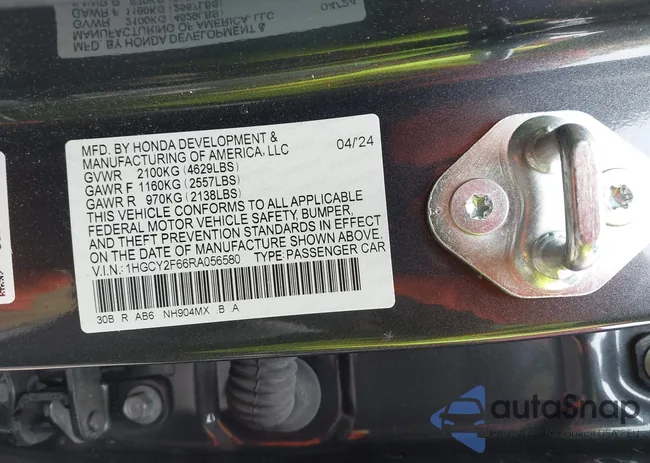 MFD. BY HONDA DEVELOPMENT &
MANUFACTURING OF AMERICA, LLC
04/'24
GVWR 2100KG (4629LBS)
GAWR F 1160KG (2557LBS)
GAWR R 970KG (2138LBS)
THIS VEHICLE CONFORMS TO ALL APPLICABLE
FEDERAL MOTOR VEHICLE SAFETY, BUMPER,
AND THEFT PREVENTION STANDARDS IN EFFECT
ON THE DATE OF MANUFACTURE SHOWN ABOVE.
V.I.N.: 1HGCY2F66RA056580 TYPE: PASSENGER CAR
30B R AB6 NH904MX B A
autoSnap